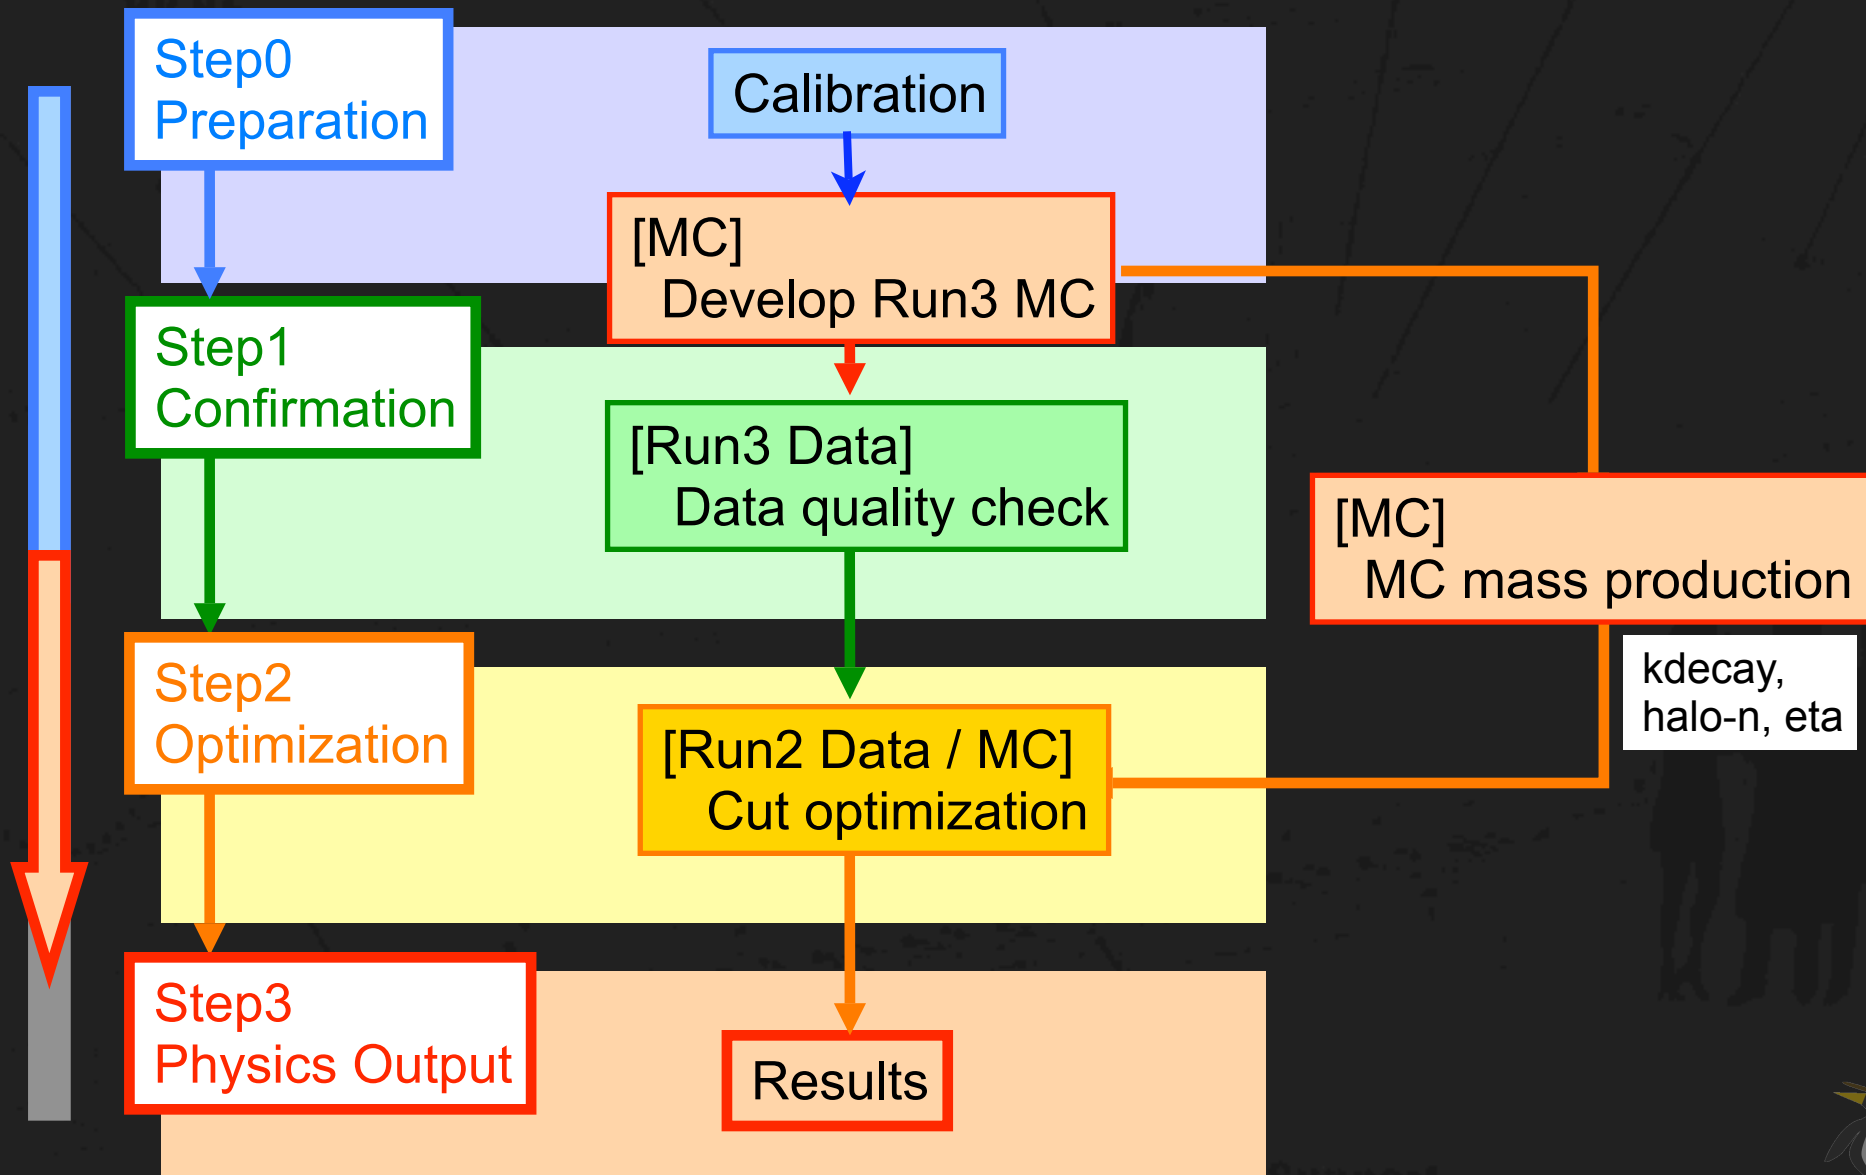 Step0
Preparation
Calibration
[MC]
Develop Run3 MC
Step1
Confirmation
[Run3 Data]
Data quality check
[MC]
MC mass production
kdecay,
halo-n, eta
Step2
Optimization
[Run2 Data / MC]
Cut optimization
Step3
Physics Output
Results